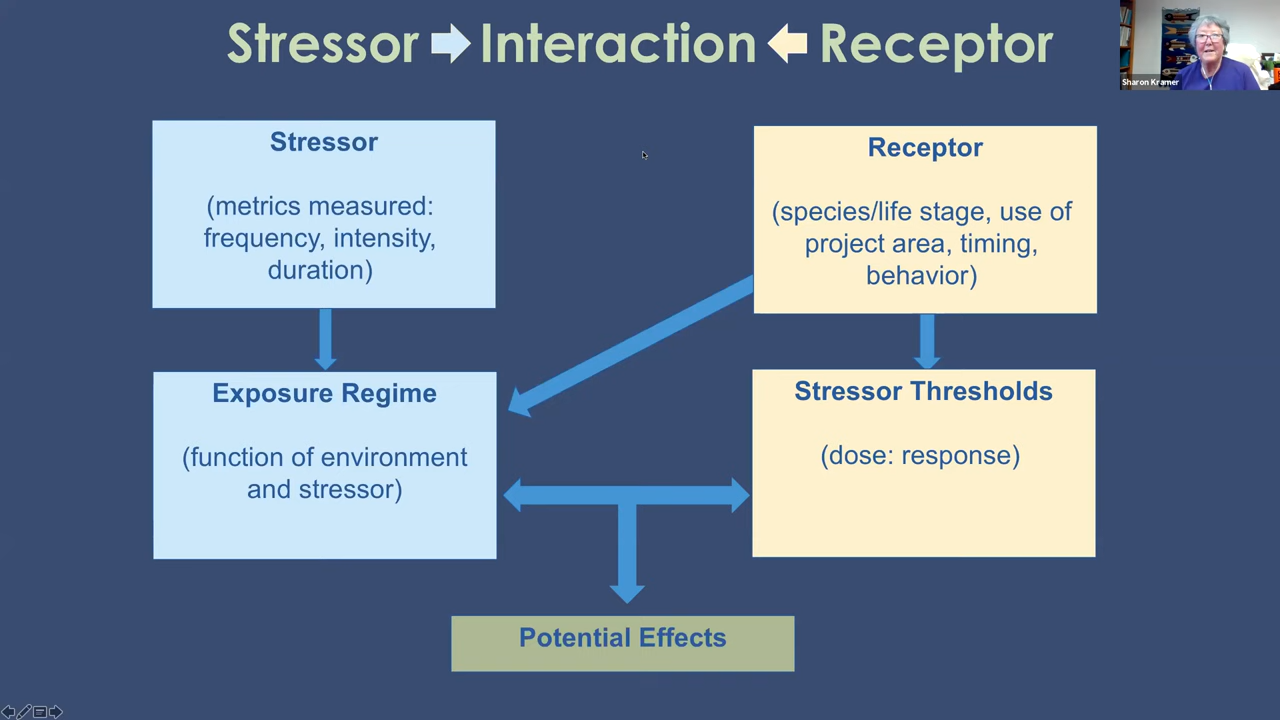 Stressor Interaction Receptor
Sharon Kramer
Stressor
(metrics measured:
frequency, intensity,
duration)
Receptor
(species/life stage, use of
project area, timing,
behavior)
Exposure Regime
(function of environment
and stressor)
Stressor Thresholds
(dose: response)
Potential Effects